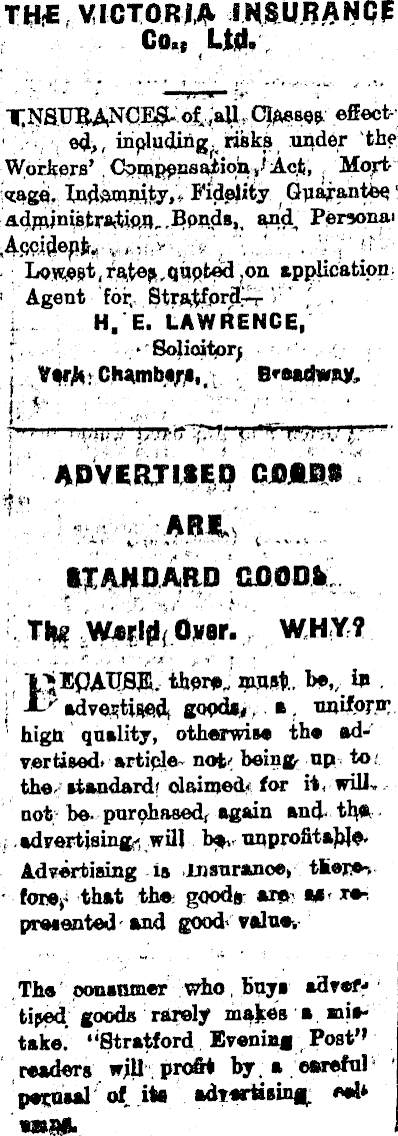 THE VICTORIA INSURANCE
Co., Ltd.
INSURANCES of all Classes effect-
ed, including risks under the
Workers' Compensation Act, Mort-
gage. Indemnity, Fidelity Guarantee
administration Bonds, and Personal
Accident.
Lowest rates quoted on application
Agent for Stratford—
H. E. LAWRENCE,
Solicitor,
York Chambers, Broadway.
ADVERTISED GOODS
ARE
STANDARD GOODS
The World Over. WHY?
BECAUSE there must be, in
advertised goods, a uniform
high quality, otherwise the ad-
vertised article not being up to
the standard claimed for it, will
not be purchased again and the
advertising will be unprofitable.
Advertising is insurance, there-
fore, that the goods are as re-
presented and good value.
The consumer who buys adver-
tised goods rarely makes a mis-
take. "Stratford Evening Post"
readers will profit by a careful
perusal of its advertising col-
umns.